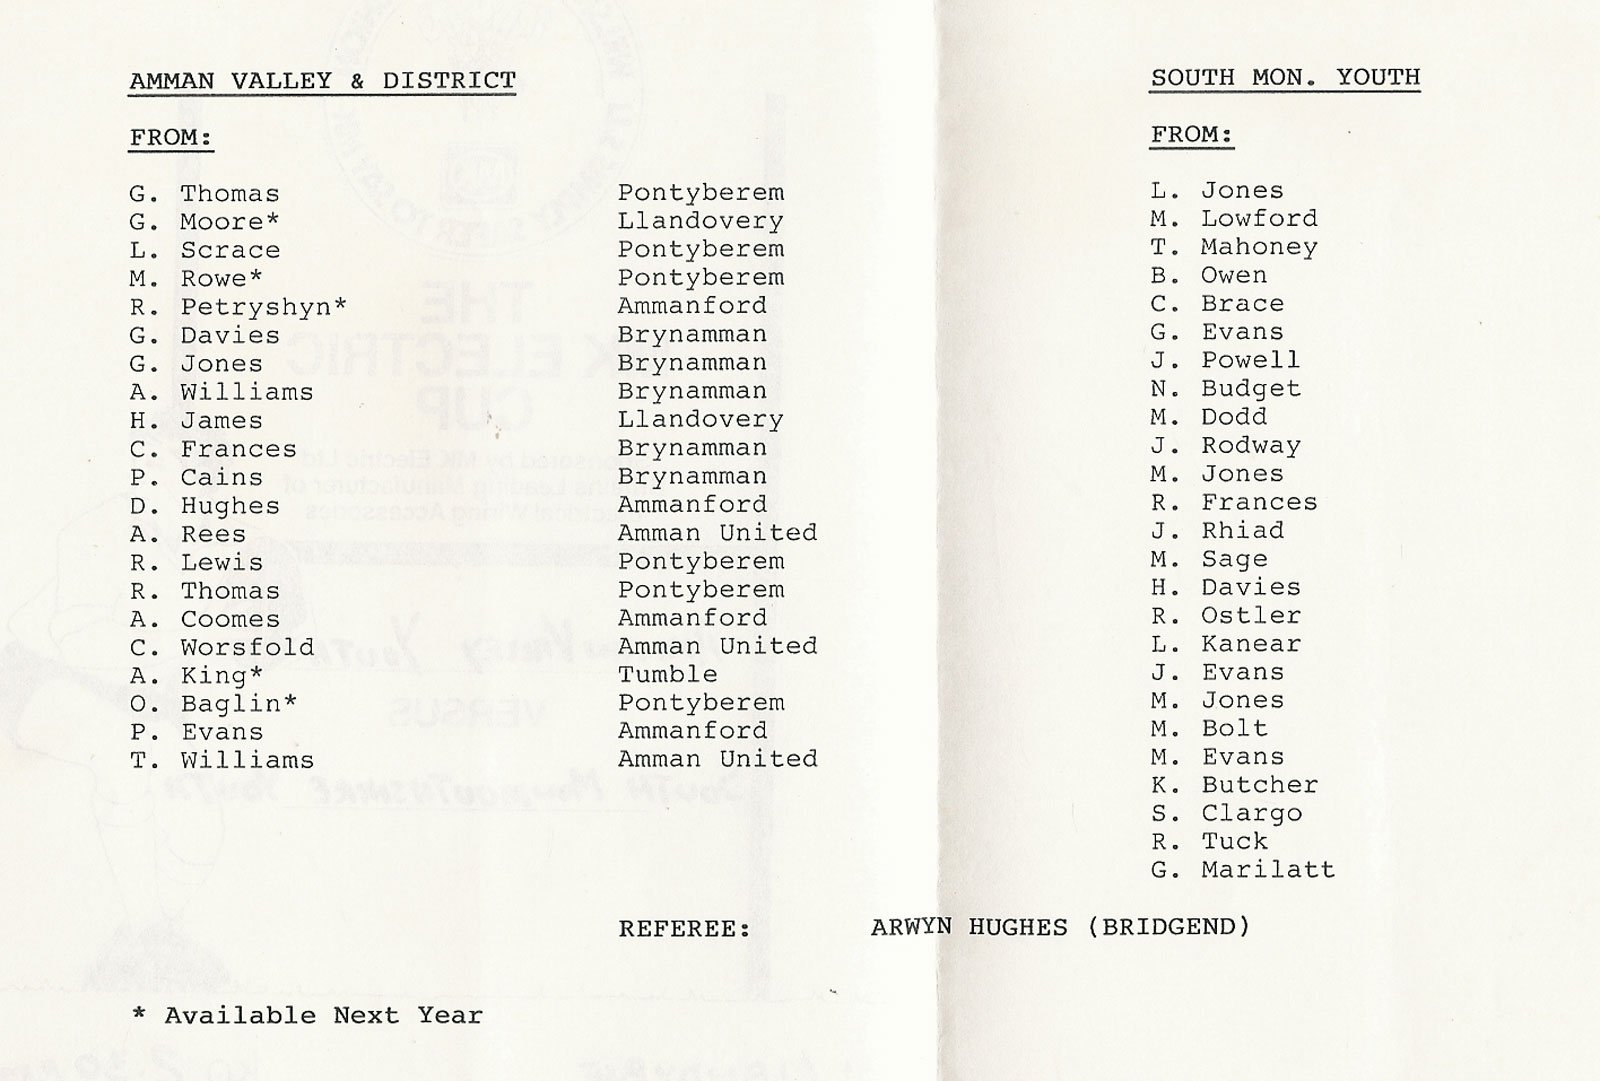 AMMAN VALLEY & DISTRICT
FROM:
G. Thomas Pontyberem
G. Moore* Llandovery
L. Scrace Pontyberem
M. Rowe* Pontyberem
R. Petryshyn* Ammanford
G. Davies Brynamman
G. Jones Brynamman
A. Williams Brynamman
H. James Llandovery
C. Frances Brynamman
P. Cains Brynamman
D. Hughes Ammanford
A. Rees Amman United
R. Lewis Pontyberem
R. Thomas Pontyberem
A. Coomes Ammanford
C. Worsfold Amman United
A. King* Tumble
O. Baglin* Pontyberem
P. Evans Ammanford
T. Williams Amman United
SOUTH MON. YOUTH
FROM:
L. Jones
M. Lowford
T. Mahoney
B. Owen
C. Brace
G. Evans
J. Powell
N. Budget
M. Dodd
J. Rodway
M. Jones
R. Frances
J. Rhiad
M. Sage
H. Davies
R. Ostler
L. Kanear
J. Evans
M. Jones
M. Bolt
M. Evans
K. Butcher
S. Clargo
R. Tuck
G. Marilatt
REFEREE: ARWYN HUGHES (BRIDGEND)
* Available Next Year